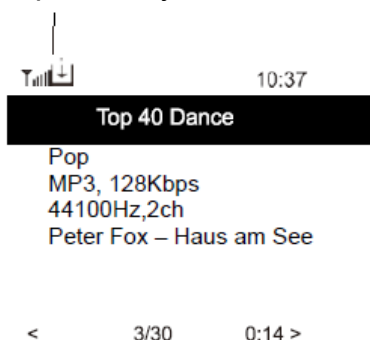 10:37
Top 40 Dance
Pop
MP3, 128Kbps
44100Hz,2ch
Peter Fox – Haus am See
< 3/30 0:14 >